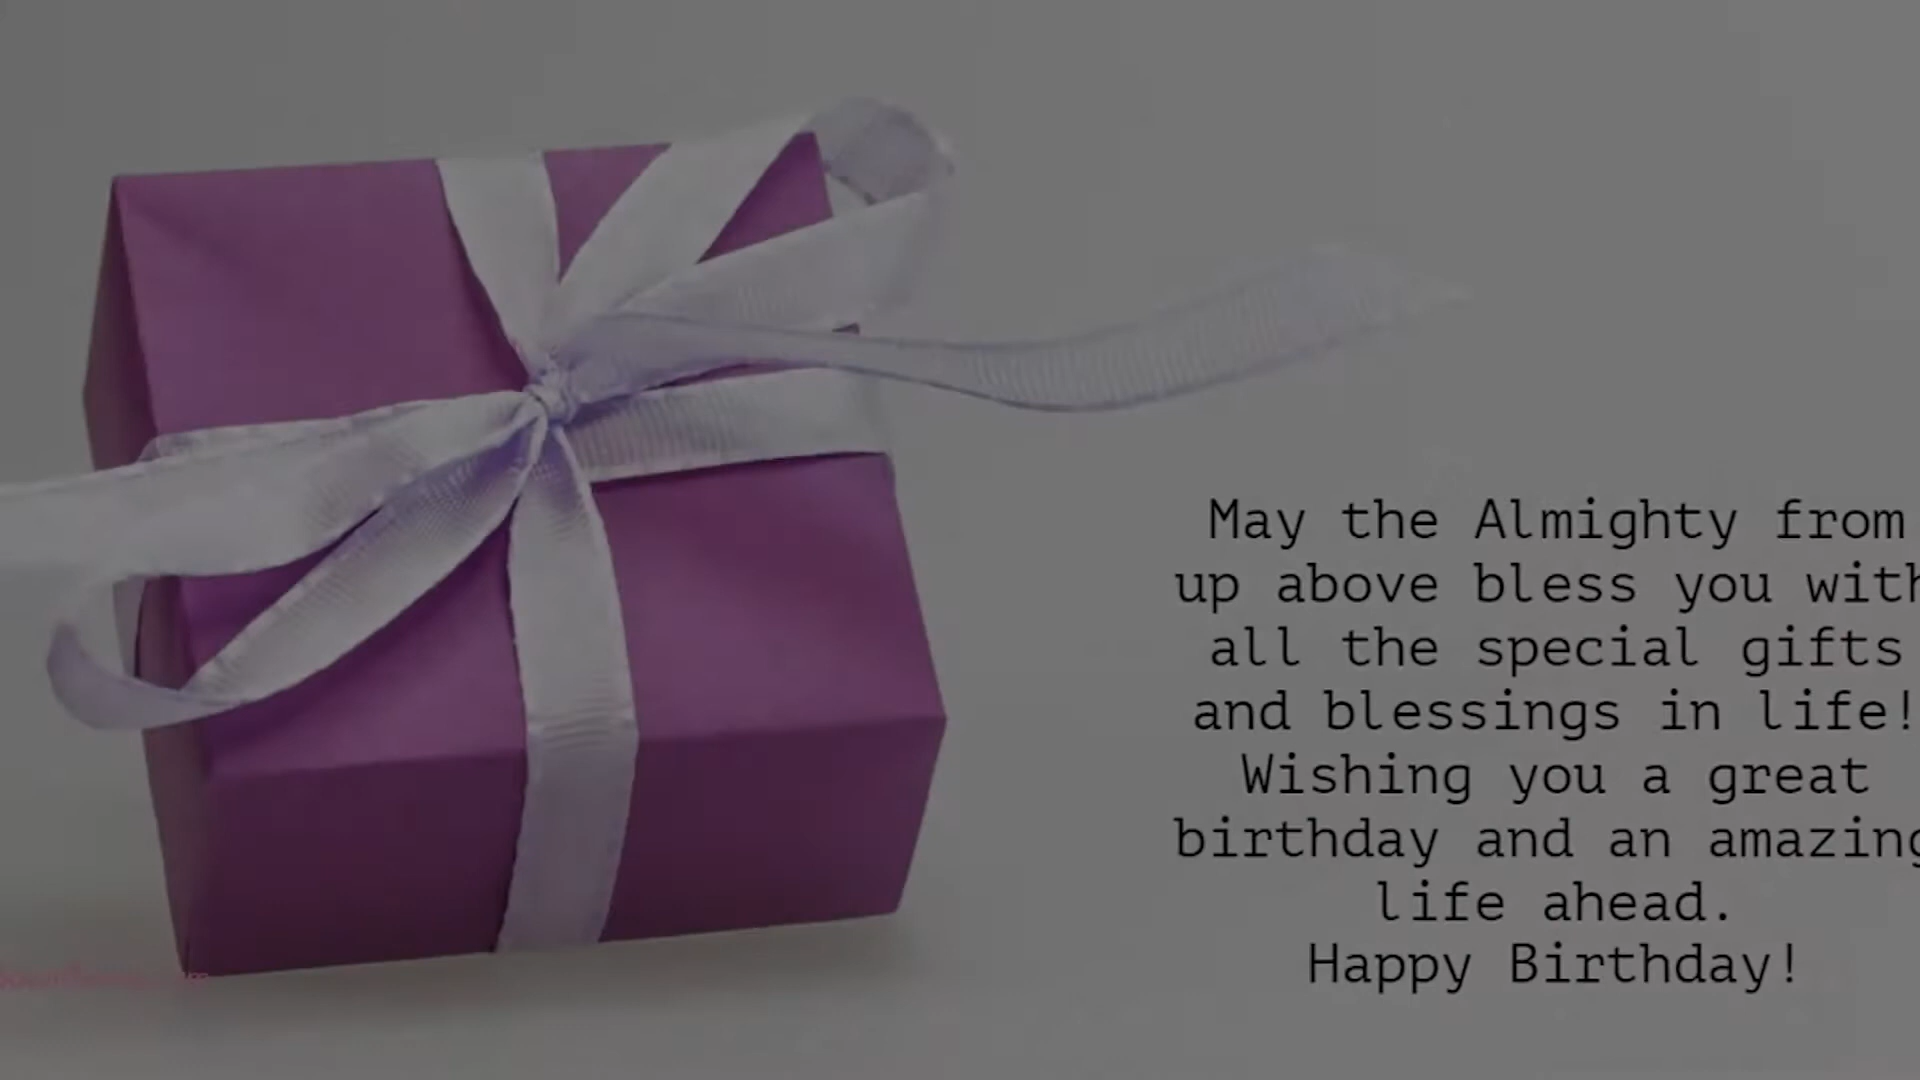 May the Almighty from
up above bless you with
all the special gifts
and blessings in life!
Wishing you a great
birthday and an amazing
life ahead.
Happy Birthday!